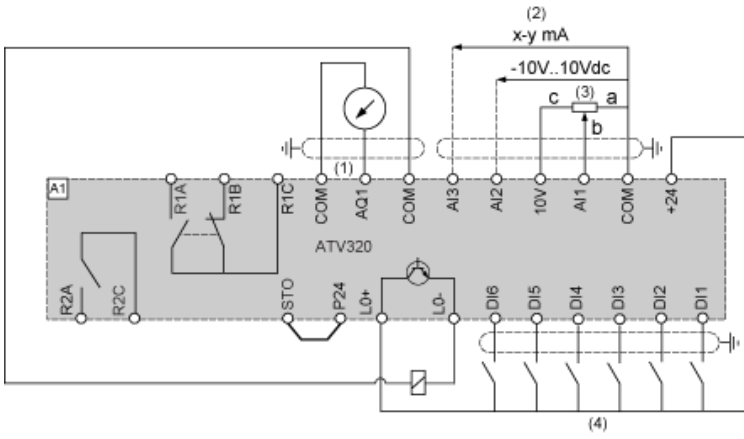 (2)
x-y mA
-10V..10Vdc
c (3) a
b
(1)
A1
R1A R1B R1C COM AQ1 COM AI3 AI2 10V AI1 COM +24
ATV320
R2A R2C STO P24 L0+ L0- DI6 DI5 DI4 DI3 DI2 DI1
(4)